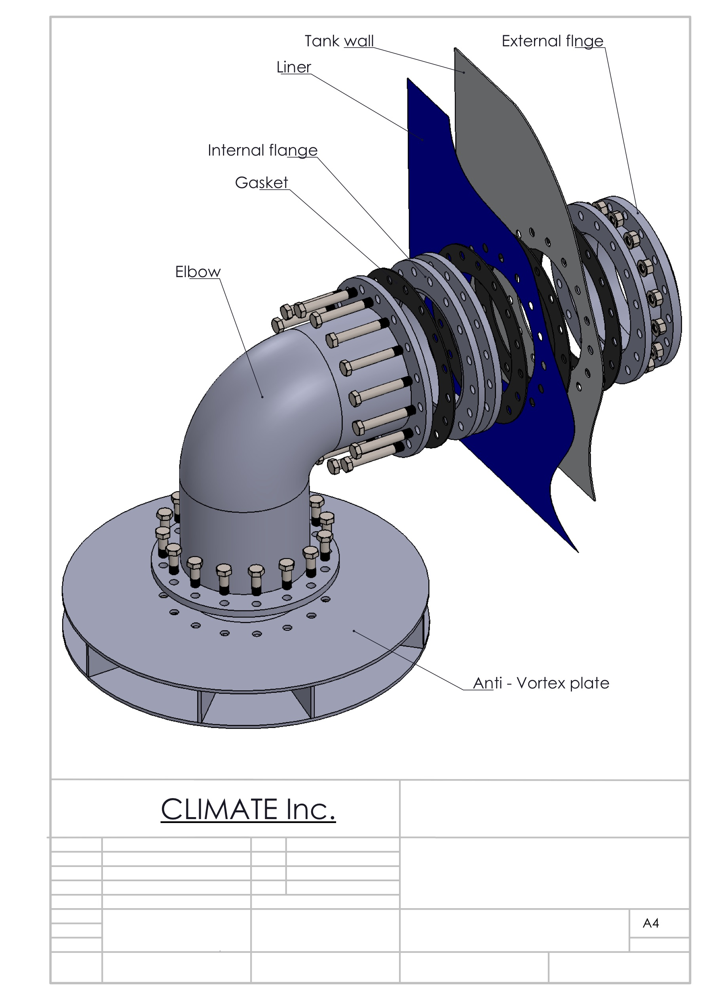 Tank wall
External flnge
Liner
Internal flange
Gasket
Elbow
Anti - Vortex plate
CLIMATE Inc.
A4